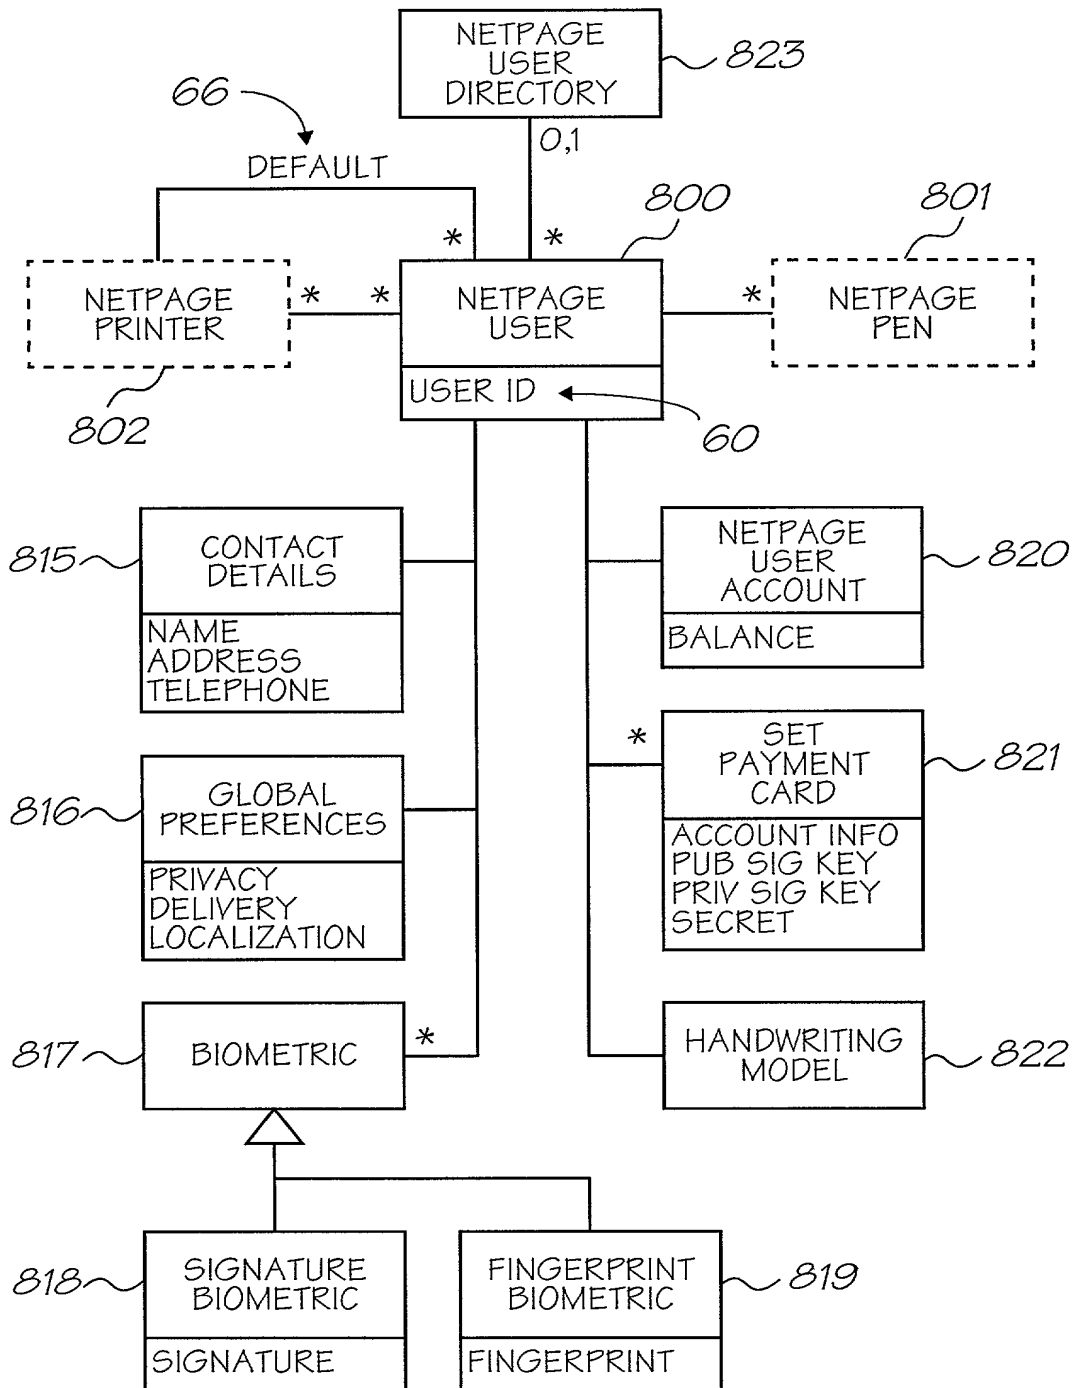 NETPAGE
USER
DIRECTORY
823
66
0,1
DEFAULT
800
801
*
*
NETPAGE
PRINTER
*
*
NETPAGE
USER
*
NETPAGE
PEN
802
USER ID
60
815
CONTACT
DETAILS
NAME
ADDRESS
TELEPHONE
NETPAGE
USER
ACCOUNT
820
BALANCE
816
GLOBAL
PREFERENCES
PRIVACY
DELIVERY
LOCALIZATION
*
SET
PAYMENT
CARD
821
ACCOUNT INFO
PUB SIG KEY
PRIV SIG KEY
SECRET
817
BIOMETRIC
*
HANDWRITING
MODEL
822
818
SIGNATURE
BIOMETRIC
SIGNATURE
FINGERPRINT
BIOMETRIC
819
FINGERPRINT